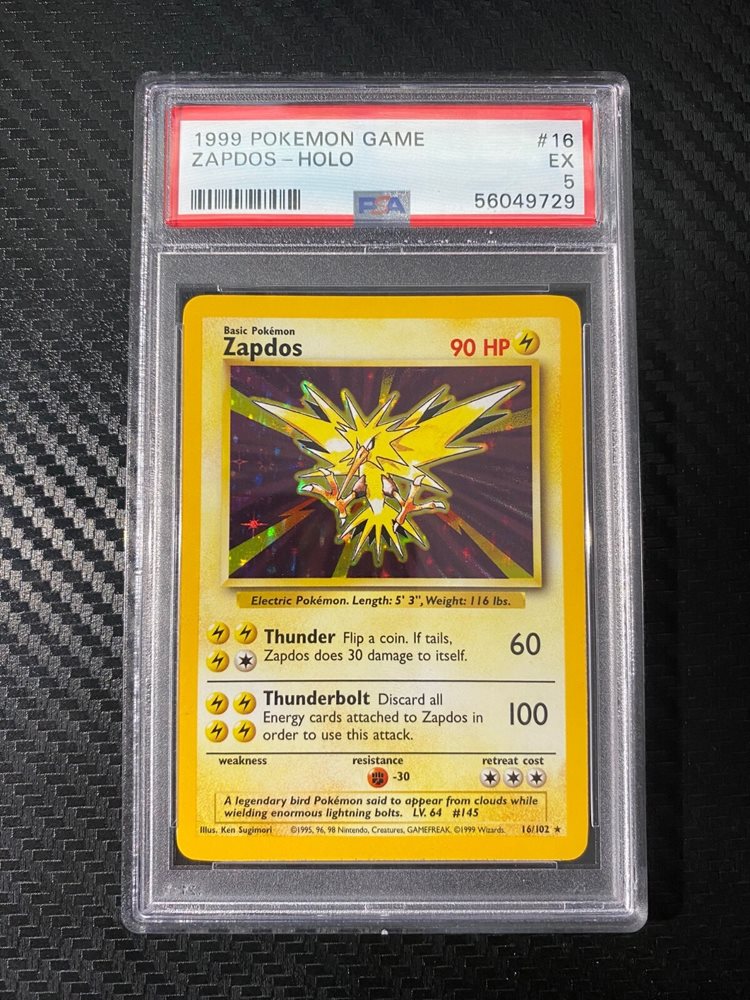 1999 POKEMON GAME #16
ZAPDOS – HOLO EX
5
PSA 56049729
Basic Pokémon
Zapdos 90 HP
Electric Pokémon. Length: 5' 3", Weight: 116 lbs.
Thunder Flip a coin. If tails,
Zapdos does 30 damage to itself. 60
Thunderbolt Discard all
Energy cards attached to Zapdos in 100
order to use this attack.
weakness resistance retreat cost
-30
A legendary bird Pokémon said to appear from clouds while
wielding enormous lightning bolts. LV. 64 #145
Illus. Ken Sugimori ©1995, 96, 98 Nintendo, Creatures, GAMEFREAK. ©1999 Wizards. 16/102 ★